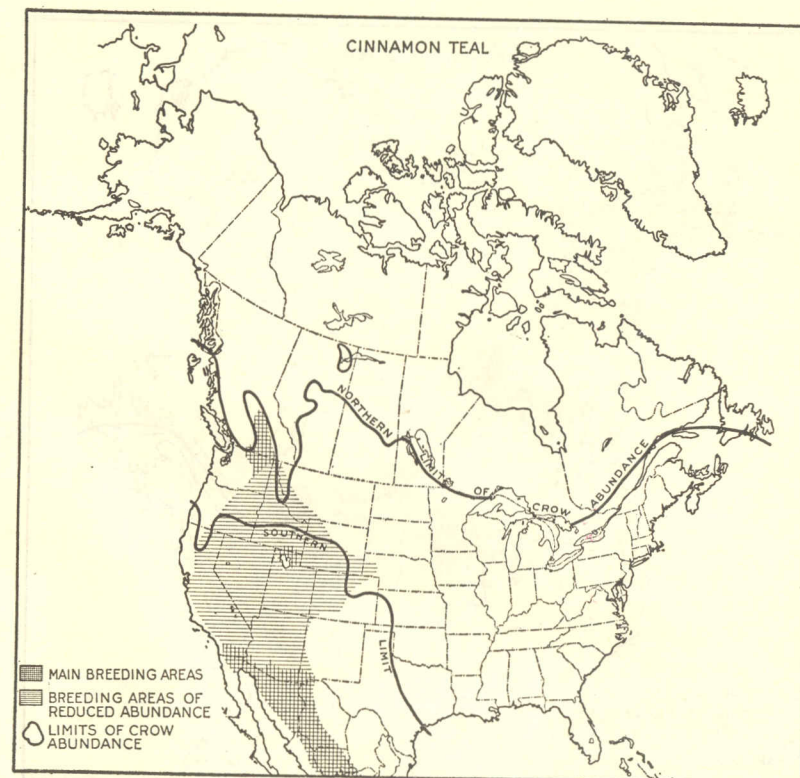 CINNAMON TEAL
NORTHERN LIMITS OF CROW ABUNDANCE
SOUTHERN LIMIT
MAIN BREEDING AREAS
BREEDING AREAS OF
REDUCED ABUNDANCE
LIMITS OF CROW
ABUNDANCE